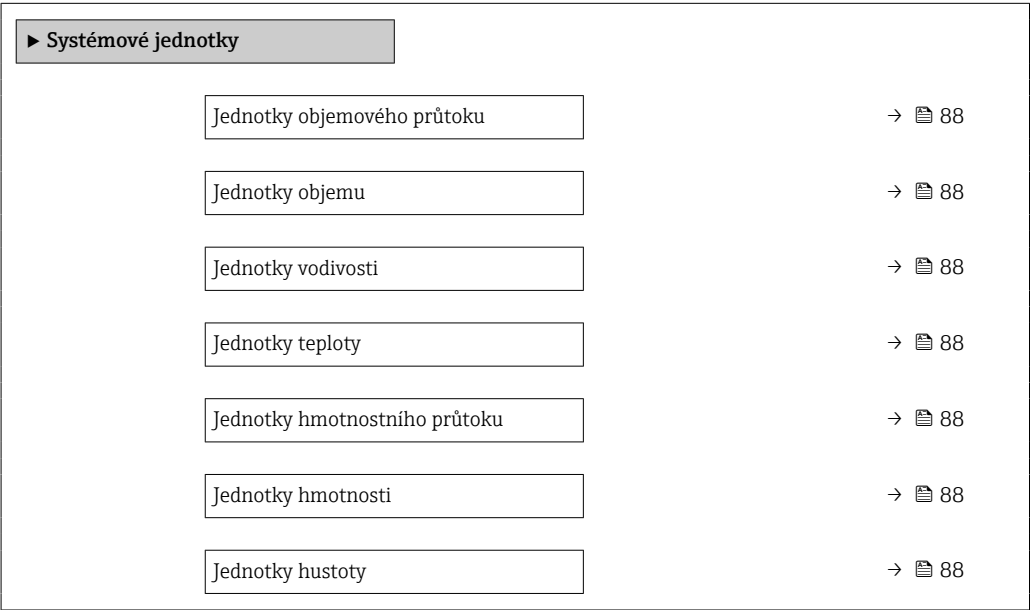 ▶ Systémové jednotky
Jednotky objemového průtoku → 88
Jednotky objemu → 88
Jednotky vodivosti → 88
Jednotky teploty → 88
Jednotky hmotnostního průtoku → 88
Jednotky hmotnosti → 88
Jednotky hustoty → 88